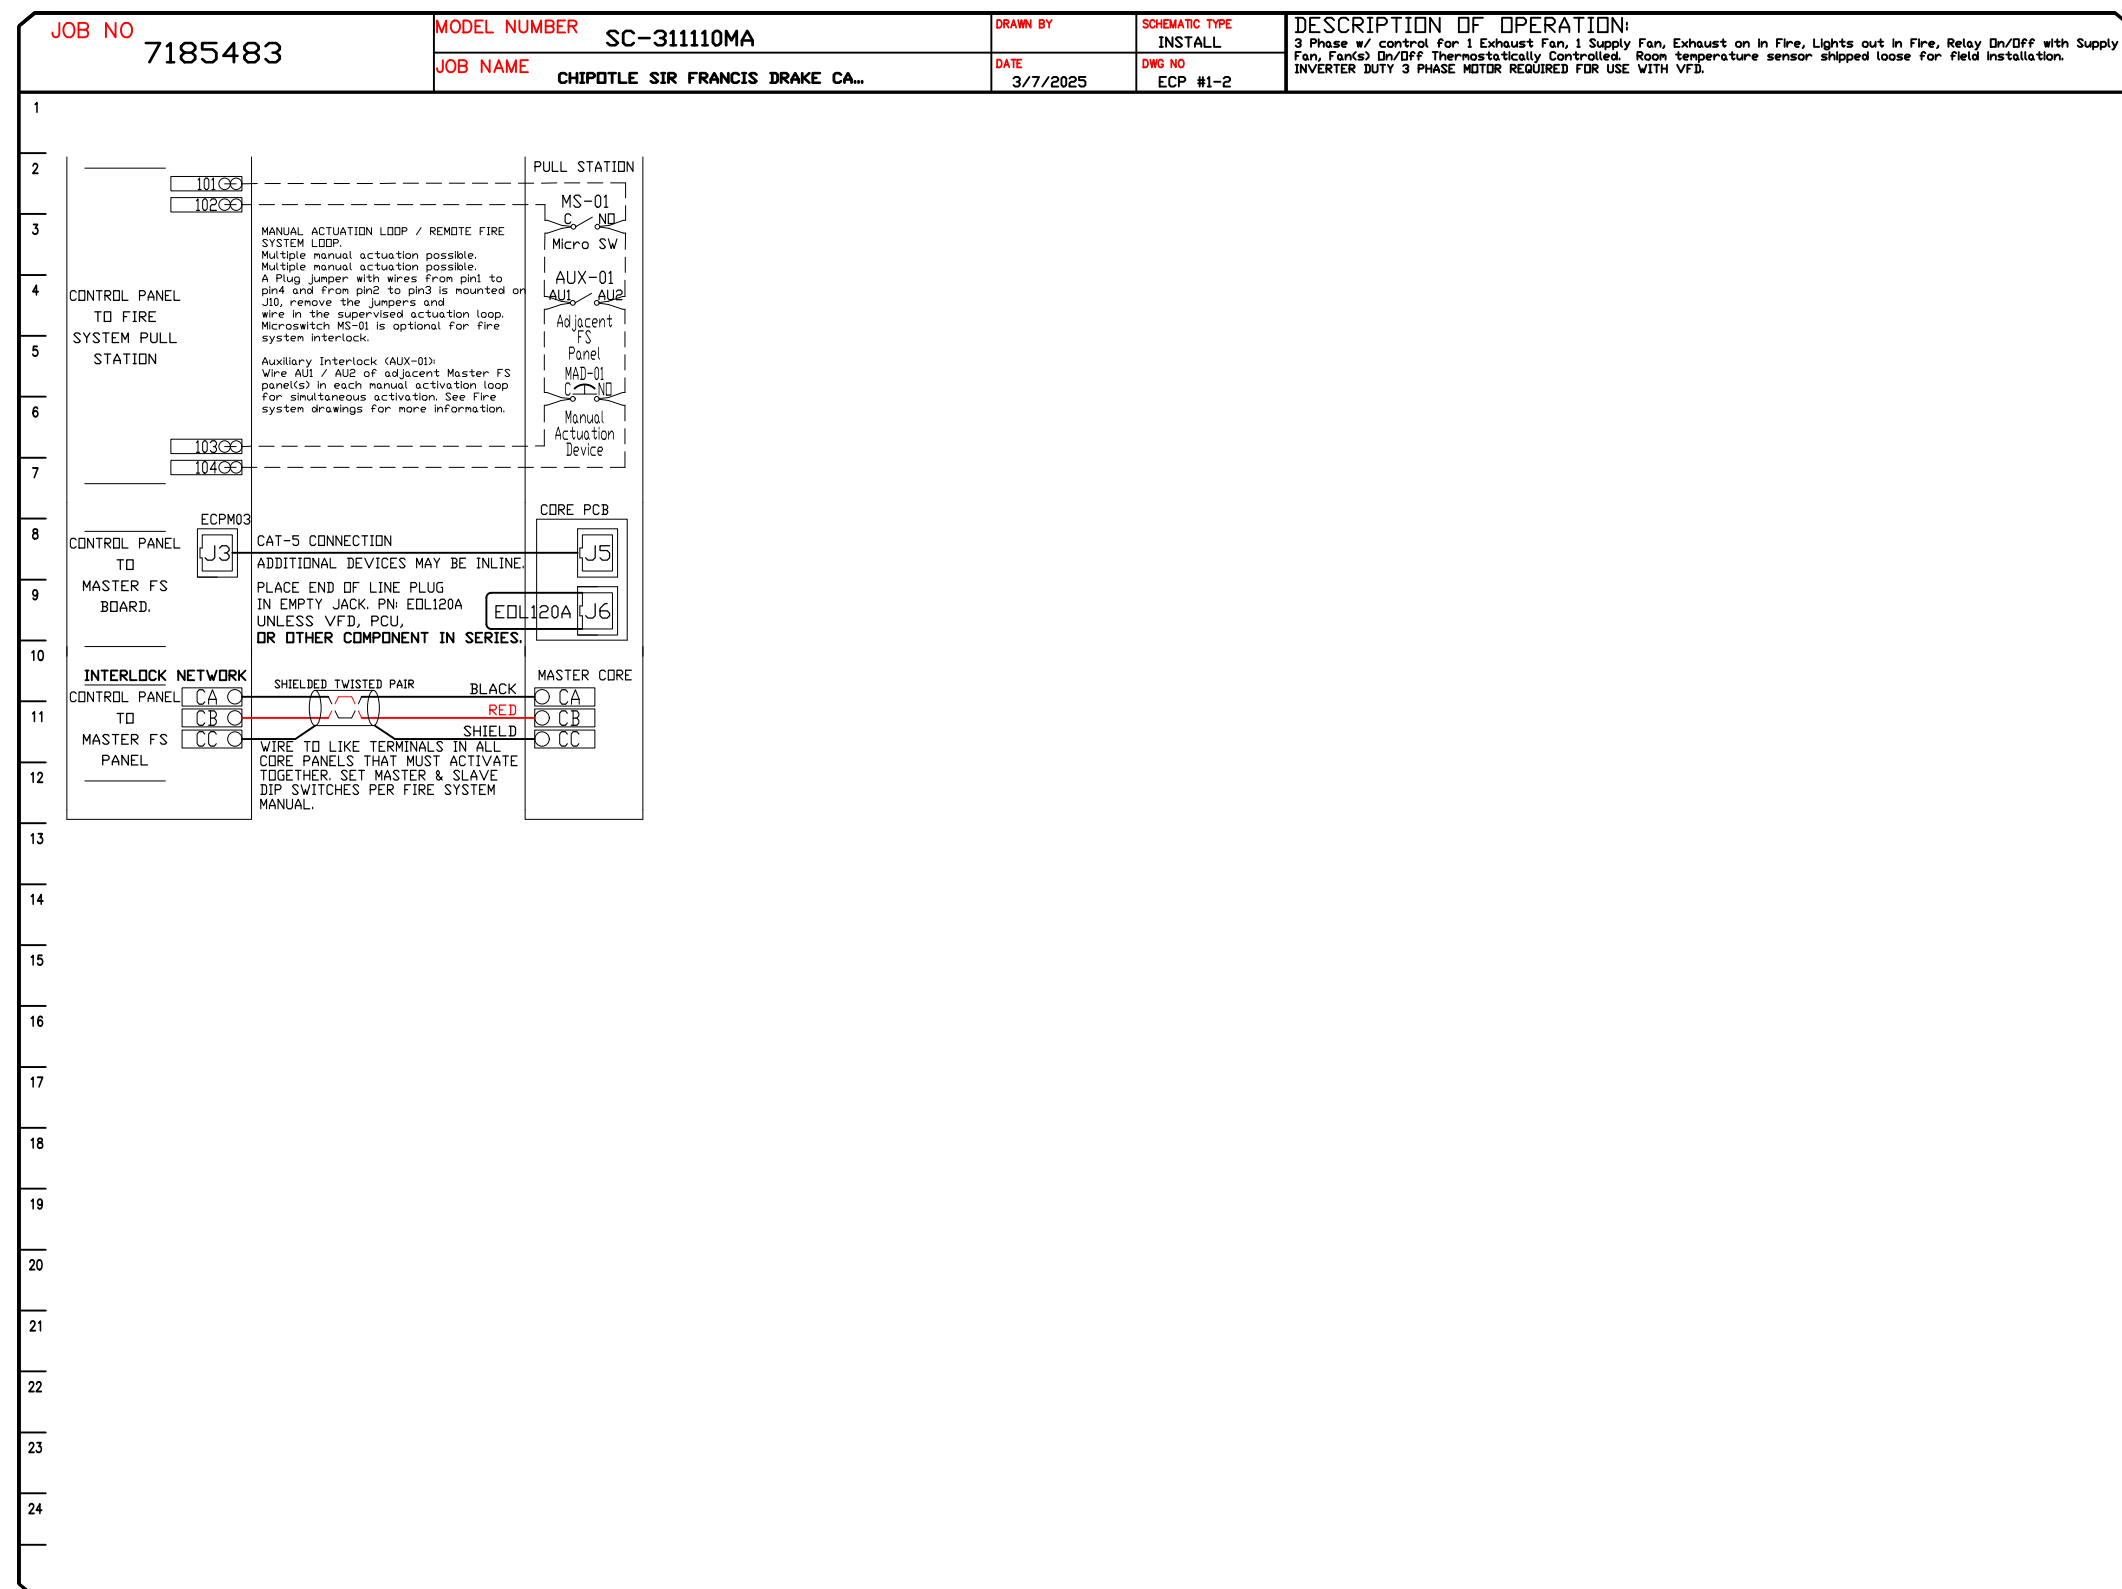 JOB NO
7185483
MODEL NUMBER
SC-311110MA
JOB NAME
CHIPOTLE SIR FRANCIS DRAKE CA...
DRAWN BY
SCHEMATIC TYPE
INSTALL
DATE
3/7/2025
DWG NO
ECP #1-2
DESCRIPTION OF OPERATION:
3 Phase w/ control for 1 Exhaust Fan, 1 Supply Fan, Exhaust on in Fire, Lights out in Fire, Relay On/Off with Supply
Fan, Fan(s) On/Off Thermostatically Controlled. Room temperature sensor shipped loose for field installation.
INVERTER DUTY 3 PHASE MOTOR REQUIRED FOR USE WITH VFD.
1
2
3
4
5
6
7
8
9
10
11
12
13
14
15
16
17
18
19
20
21
22
23
24
CONTROL PANEL
TO FIRE
SYSTEM PULL
STATION
101
102
103
104
MANUAL ACTUATION LOOP / REMOTE FIRE
SYSTEM LOOP.
Multiple manual actuation possible.
Multiple manual actuation possible.
A Plug jumper with wires from pin1 to
pin4 and from pin2 to pin3 is mounted on
J10, remove the jumpers and
wire in the supervised actuation loop.
Microswitch MS-01 is optional for fire
system interlock.
Auxiliary Interlock (AUX-01):
Wire AU1 / AU2 of adjacent Master FS
panel(s) in each manual activation loop
for simultaneous activation. See Fire
system drawings for more information.
PULL STATION
MS-01
C NO
Micro SW
AUX-01
AU1 AU2
Adjacent
FS
Panel
MAD-01
C NO
Manual
Actuation
Device
CONTROL PANEL
TO
MASTER FS
BOARD.
ECPM03
J3
CAT-5 CONNECTION
ADDITIONAL DEVICES MAY BE INLINE.
PLACE END OF LINE PLUG
IN EMPTY JACK. PN: EOL120A
UNLESS VFD, PCU,
OR OTHER COMPONENT IN SERIES.
CORE PCB
J5
EOL120A
J6
INTERLOCK NETWORK
CONTROL PANEL
TO
MASTER FS
PANEL
CA
CB
CC
SHIELDED TWISTED PAIR
BLACK
RED
SHIELD
MASTER CORE
CA
CB
CC
WIRE TO LIKE TERMINALS IN ALL
CORE PANELS THAT MUST ACTIVATE
TOGETHER. SET MASTER & SLAVE
DIP SWITCHES PER FIRE SYSTEM
MANUAL.